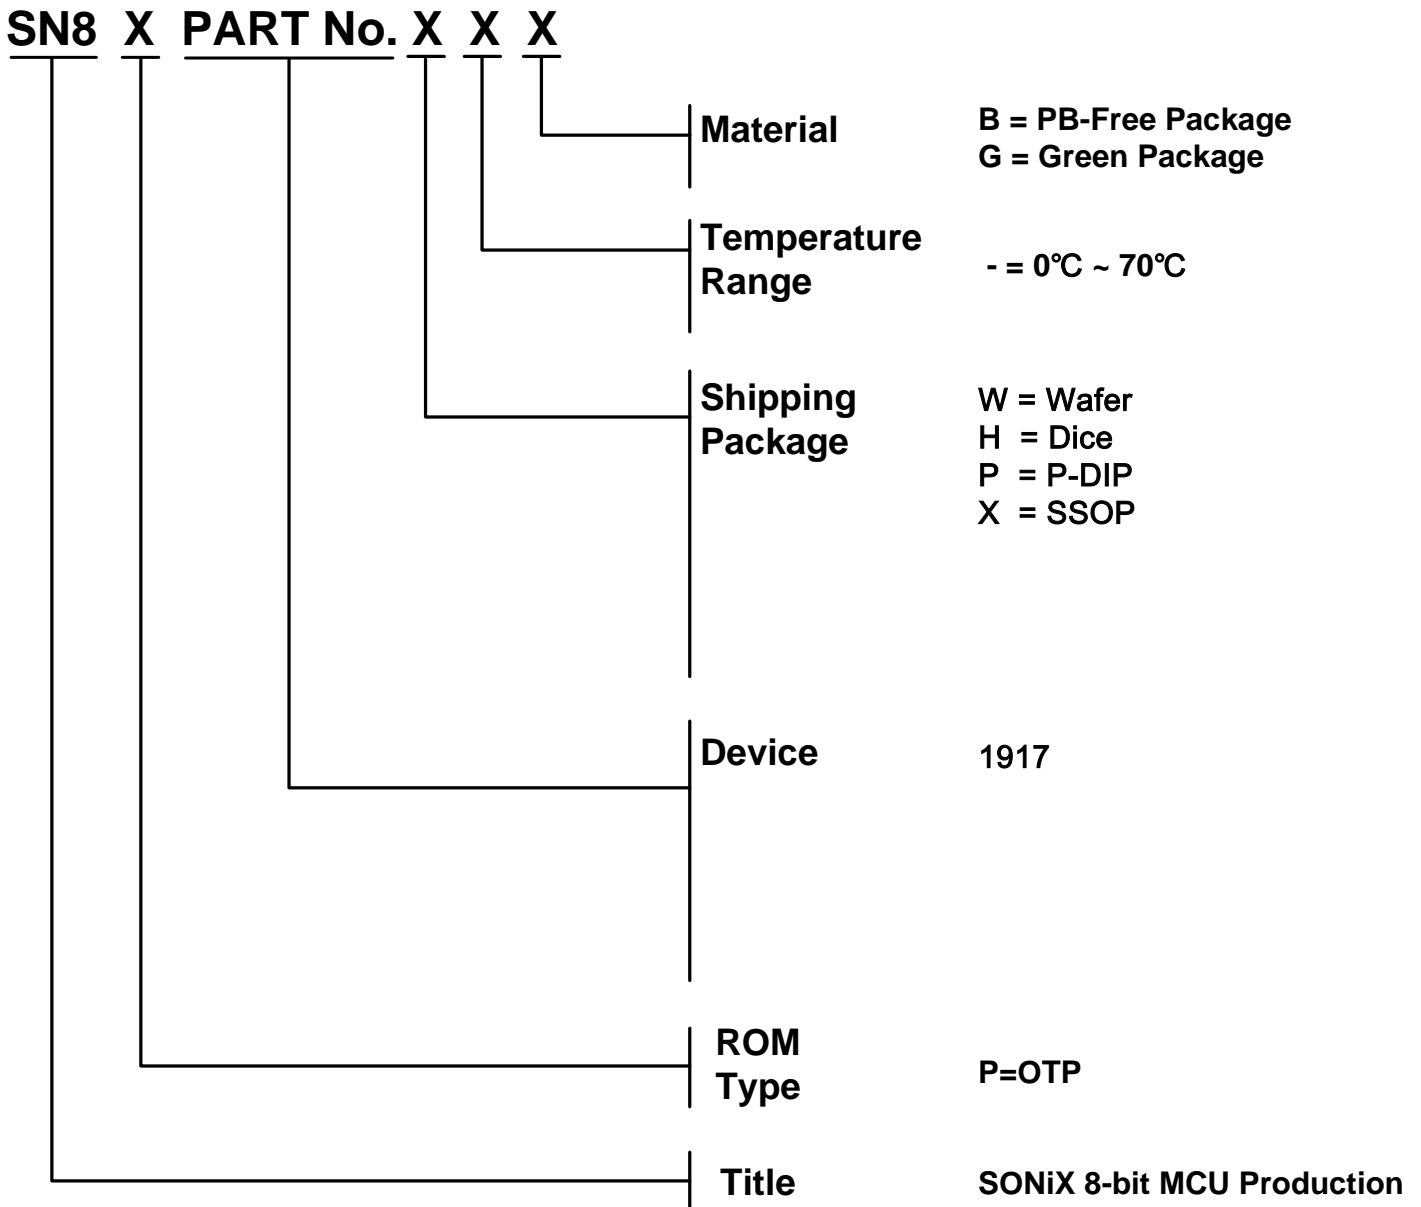 SN8 X PART No. X X X
Material
B = PB-Free Package
G = Green Package
Temperature
Range
- = 0℃ ~ 70℃
Shipping
Package
W = Wafer
H = Dice
P = P-DIP
X = SSOP
Device
1917
ROM
Type
P=OTP
Title
SONiX 8-bit MCU Production